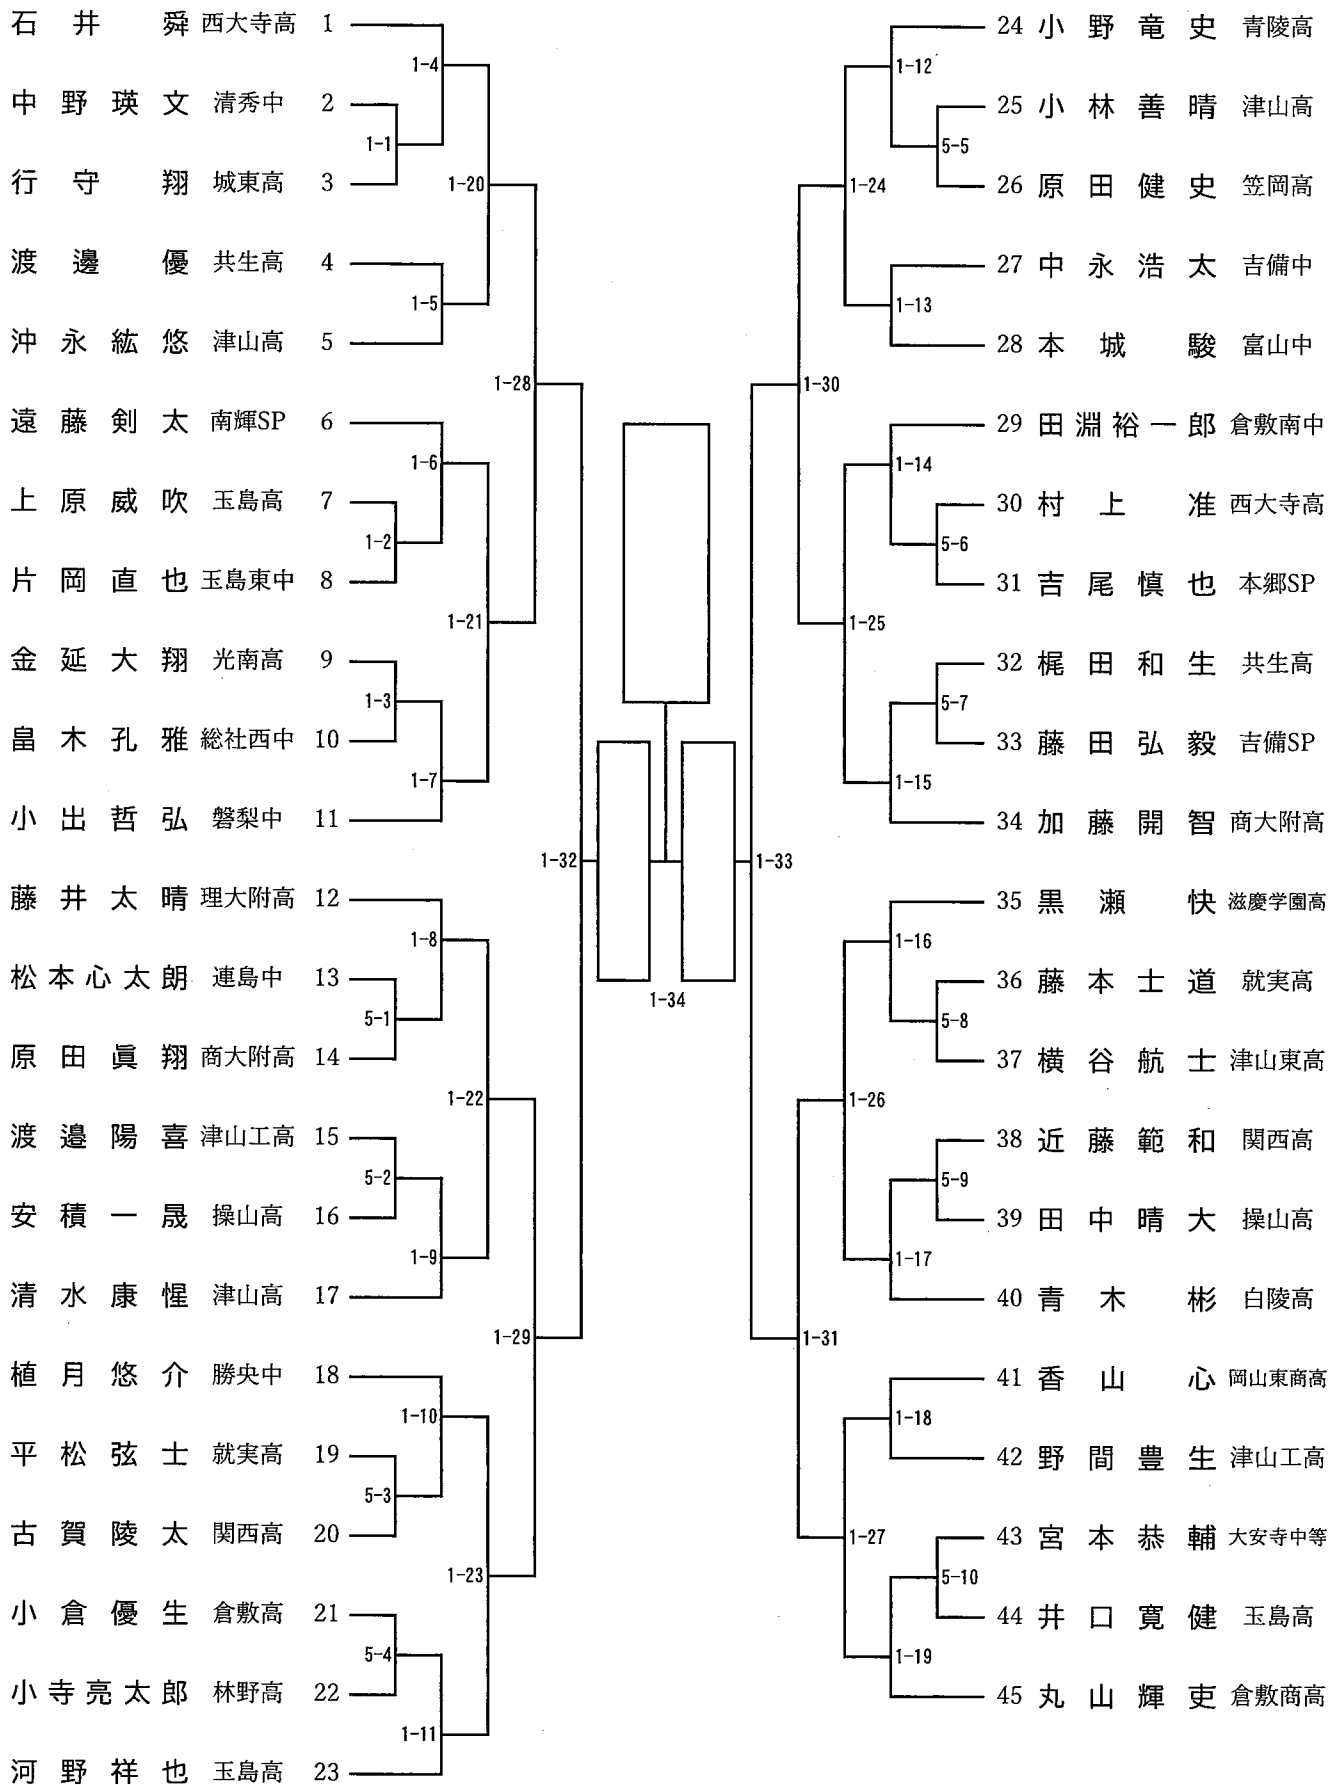 石井舜 西大寺高 1
1-4
中野瑛文 清秀中 2
1-1
行守翔 城東高 3
1-20
渡邊優 共生高 4
1-5
沖永紘悠 津山高 5
1-28
遠藤剣太 南輝SP 6
1-6
上原威吹 玉島高 7
1-2
片岡直也 玉島東中 8
1-21
金延大翔 光南高 9
1-3
畠木孔雅 総社西中 10
1-7
小出哲弘 磐梨中 11
1-32
藤井太晴 理大附高 12
1-8
松本心太朗 連島中 13
5-1
原田眞翔 商大附高 14
1-22
渡邉陽喜 津山工高 15
5-2
安積一晟 操山高 16
1-9
清水康惺 津山高 17
1-29
植月悠介 勝央中 18
1-10
平松弦士 就実高 19
5-3
古賀陵太 関西高 20
1-23
小倉優生 倉敷高 21
5-4
小寺亮太郎 林野高 22
1-11
河野祥也 玉島高 23
1-34
24 小野竜史 青陵高
1-12
25 小林善晴 津山高
5-5
26 原田健史 笠岡高
1-24
27 中永浩太 吉備中
1-13
28 本城駿 富山中
1-30
29 田淵裕一郎 倉敷南中
1-14
30 村上准 西大寺高
5-6
31 吉尾慎也 本郷SP
1-25
32 梶田和生 共生高
5-7
33 藤田弘毅 吉備SP
1-15
34 加藤開智 商大附高
1-33
35 黒瀬快 滋慶学園高
1-16
36 藤本士道 就実高
5-8
37 横谷航士 津山東高
1-26
38 近藤範和 関西高
5-9
39 田中晴大 操山高
1-17
40 青木彬 白陵高
1-31
41 香山心 岡山東商高
1-18
42 野間豊生 津山工高
1-27
43 宮本恭輔 大安寺中等
5-10
44 井口寛健 玉島高
1-19
45 丸山輝吏 倉敷商高